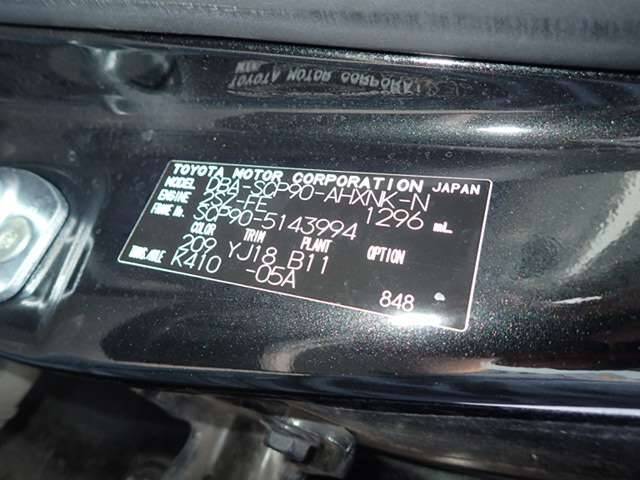 TOYOTA MOTOR CORPORATION JAPAN
MODEL DBA-SCP90-AHXNK-N
ENGINE 2SZ-FE 1296 mL
FRAME No. SCP90-5143994
COLOR TRIM PLANT OPTION
209 YJ18 B11
TRANS./AXLE K410 -05A
848